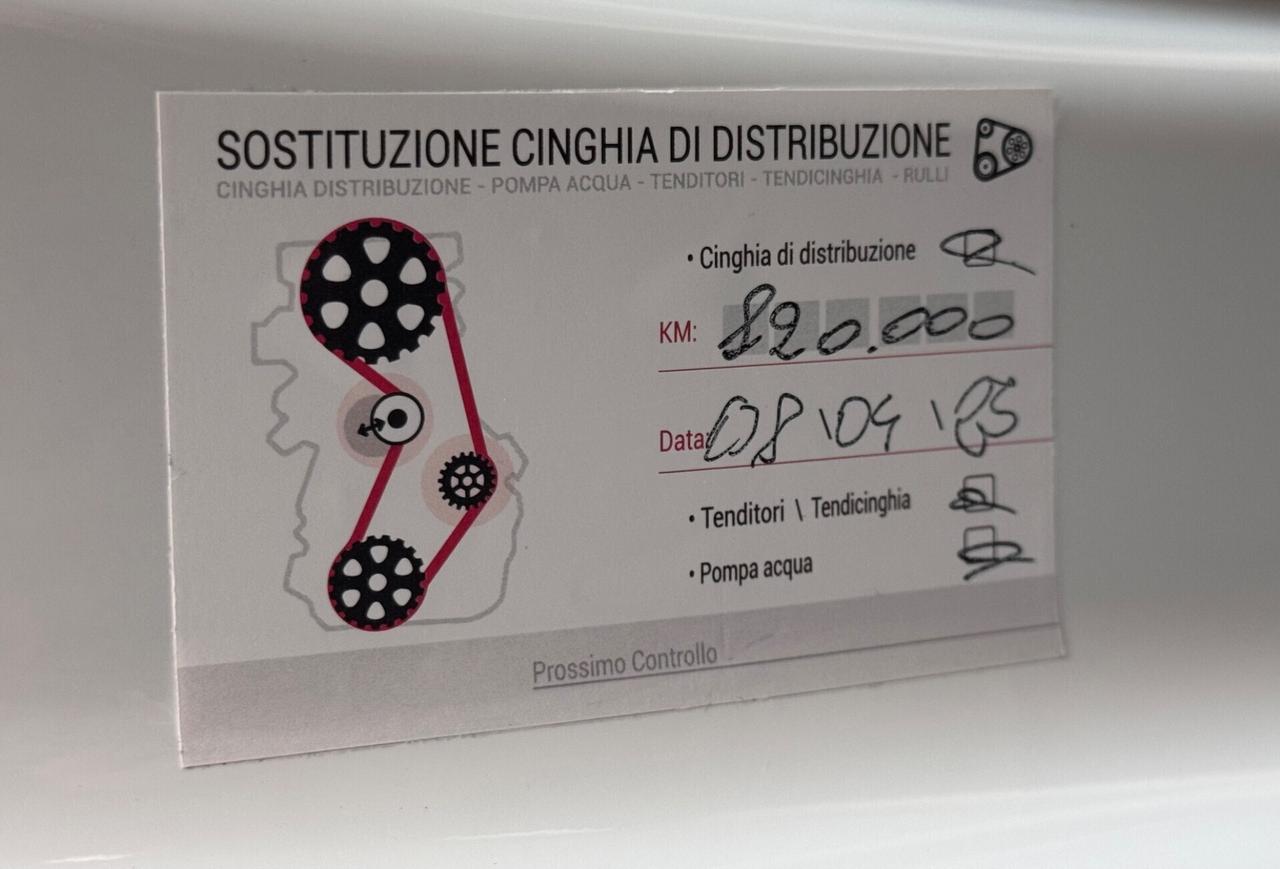 SOSTITUZIONE CINGHIA DI DISTRIBUZIONE
CINGHIA DISTRIBUZIONE - POMPA ACQUA - TENDITORI - TENDICINGHIA - RULLI
• Cinghia di distribuzione
KM: 820.000
Data: 08\04\
• Tenditori \ Tendicinghia
• Pompa acqua
Prossimo Controllo